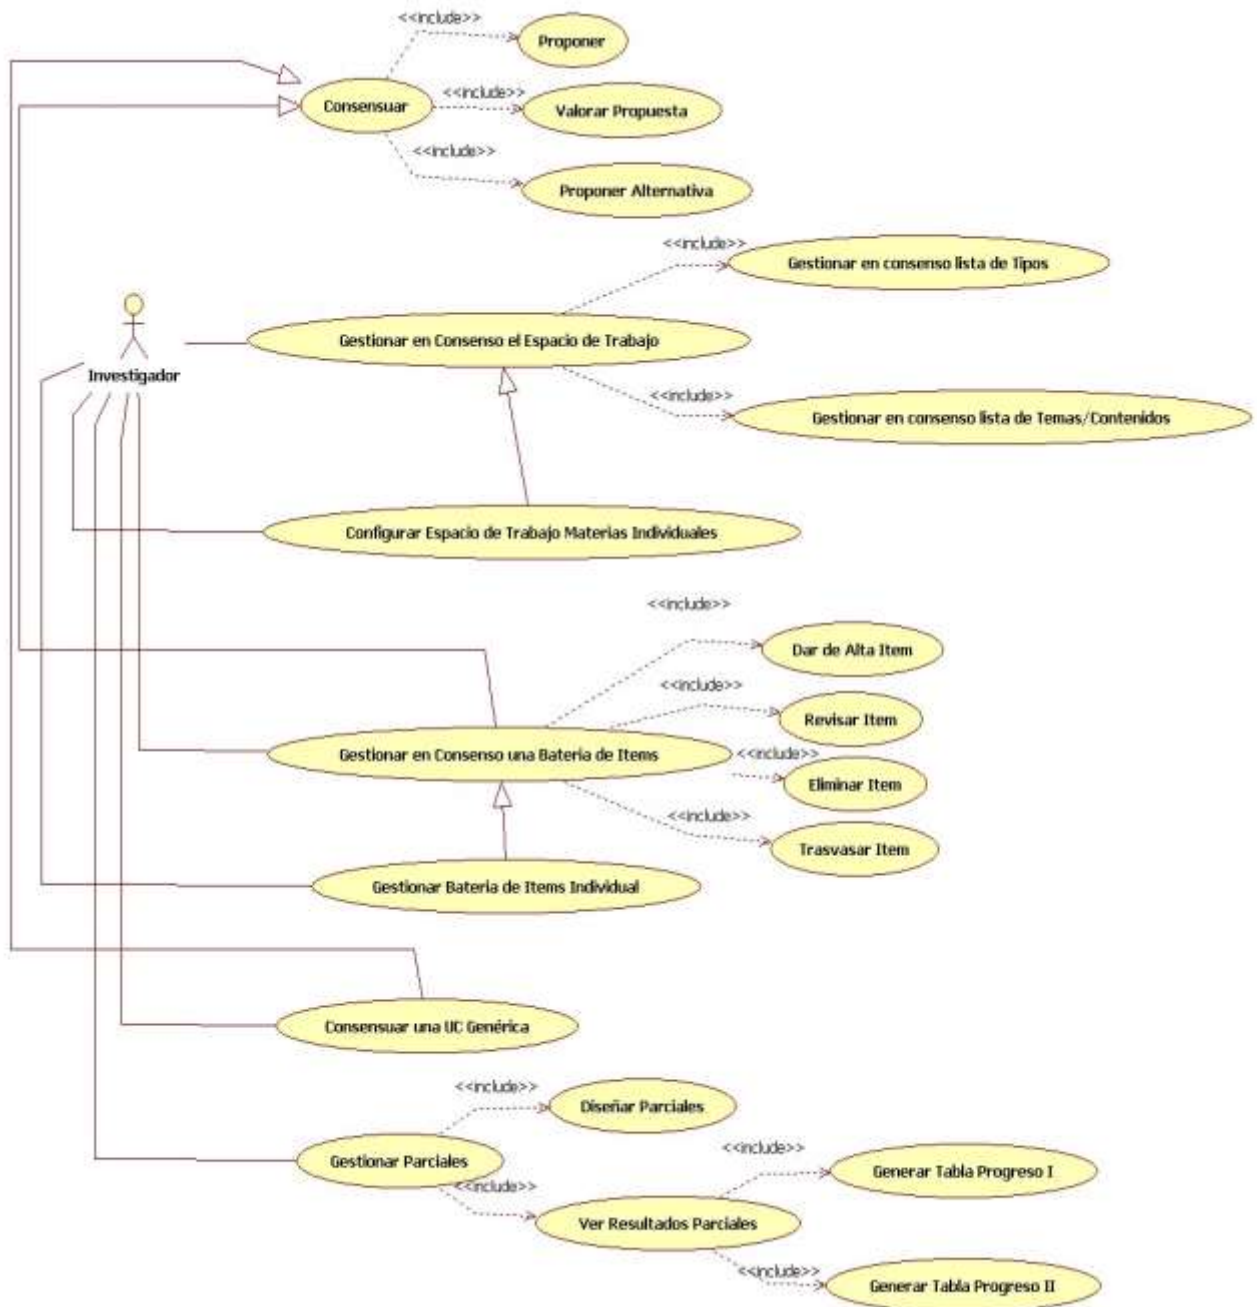 <<include>>
Proponer
<<include>>
Consensuar
Valorar Propuesta
<<include>>
Proponer Alternativa
<<include>>
Gestionar en consenso lista de Tipos
Gestionar en Consenso el Espacio de Trabajo
Investigador
<<include>>
Gestionar en consenso lista de Temas/Contenidos
Configurar Espacio de Trabajo Materias Individuales
<<include>>
Dar de Alta Item
<<include>>
Revisar Item
Gestionar en Consenso una Bateria de Items
<<include>>
Eliminar Item
<<include>>
Trasvasar Item
Gestionar Bateria de Items Individual
Consensuar una UC Genérica
<<include>>
Diseñar Parciales
<<include>>
Gestionar Parciales
Generar Tabla Progreso I
<<include>>
Ver Resultados Parciales
<<include>>
Generar Tabla Progreso II